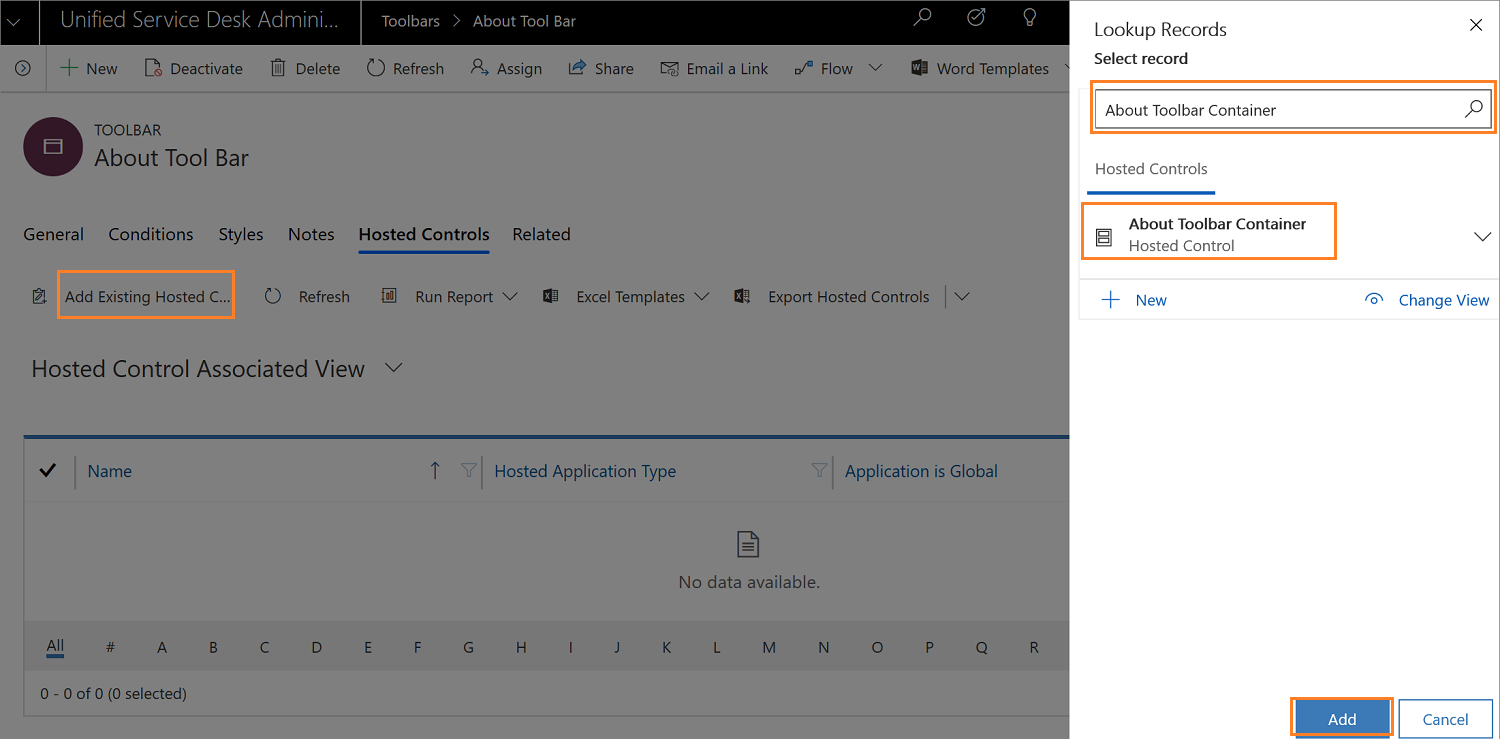 Unified Service Desk Admini... Toolbars > About Tool Bar
New Deactivate Delete Refresh Assign Share Email a Link Flow Word Templates
TOOLBAR
About Tool Bar
General Conditions Styles Notes Hosted Controls Related
Add Existing Hosted C... Refresh Run Report Excel Templates Export Hosted Controls
Hosted Control Associated View
Name Hosted Application Type Application is Global
No data available.
All # A B C D E F G H I J K L M N O P Q R
0 - 0 of 0 (0 selected)
Lookup Records
Select record
About Toolbar Container
Hosted Controls
About Toolbar Container
Hosted Control
New Change View
Add Cancel